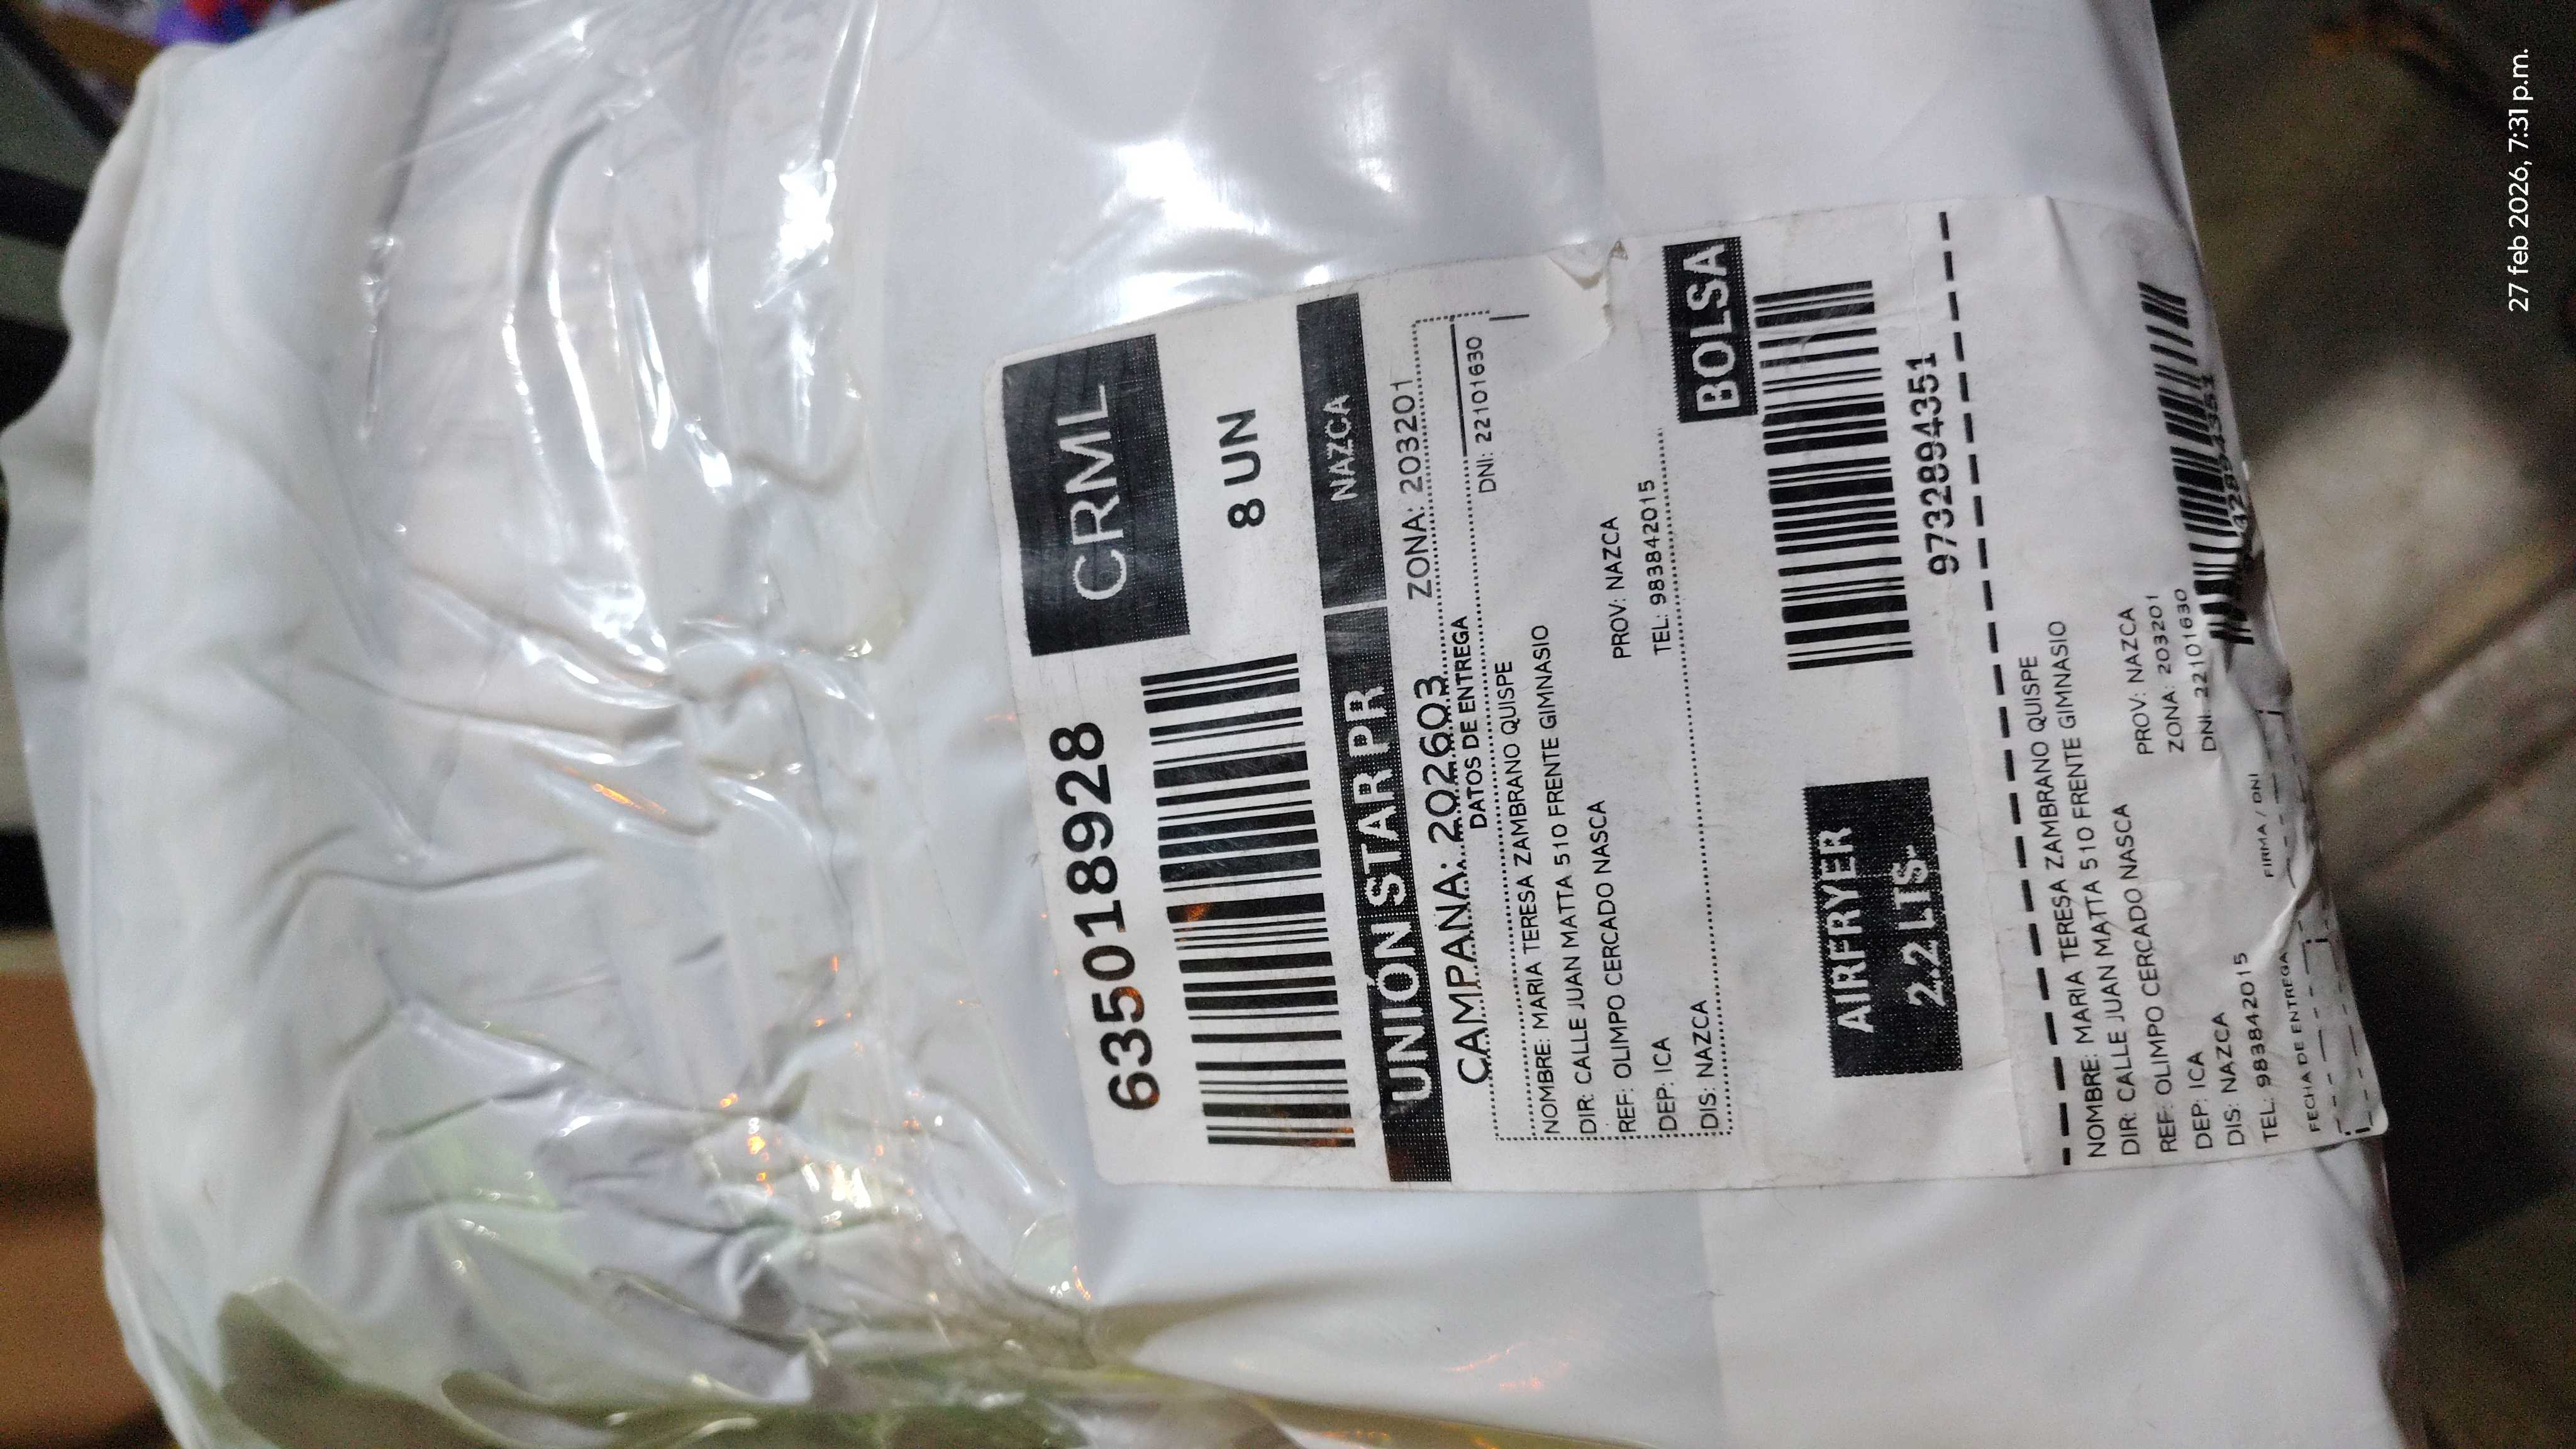 635018928
CRML
8 UN
UNIÓN STAR PR
NAZCA
CAMPAÑA: 202603 ZONA: 203201
DATOS DE ENTREGA
DNI: 22101630
NOMBRE: MARIA TERESA ZAMBRANO QUISPE
DIR: CALLE JUAN MATTA 510 FRENTE GIMNASIO
REF: OLIMPO CERCADO NASCA
DEP: ICA PROV: NAZCA
DIS: NAZCA TEL: 983842015
BOLSA
AIRFRYER
2.2 LTS.
9732894351
NOMBRE: MARIA TERESA ZAMBRANO QUISPE
DIR: CALLE JUAN MATTA 510 FRENTE GIMNASIO
REF: OLIMPO CERCADO NASCA
DEP: ICA PROV: NAZCA
DIS: NAZCA ZONA: 203201
TEL: 983842015 DNI: 22101630
FECHA DE ENTREGA FIRMA / DNI
27 feb 2026, 7:31 p.m.